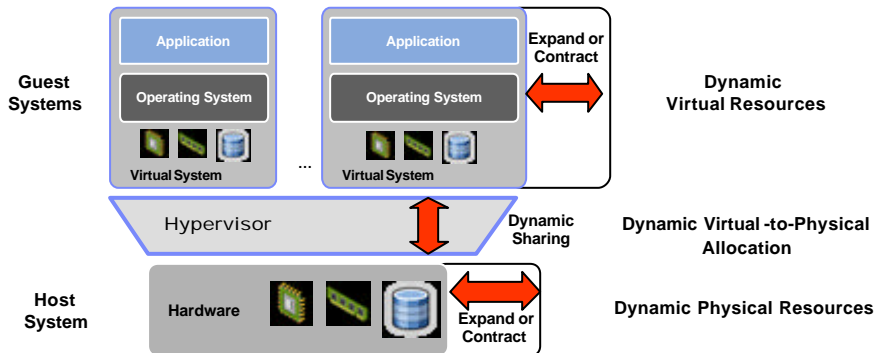 Application
Application
Expand or
Contract
Guest
Systems
Operating System
Operating System
Dynamic
Virtual Resources
...
Virtual System
Virtual System
Hypervisor
Dynamic
Sharing
Dynamic Virtual -to-Physical
Allocation
Host
System
Hardware
Expand or
Contract
Dynamic Physical Resources